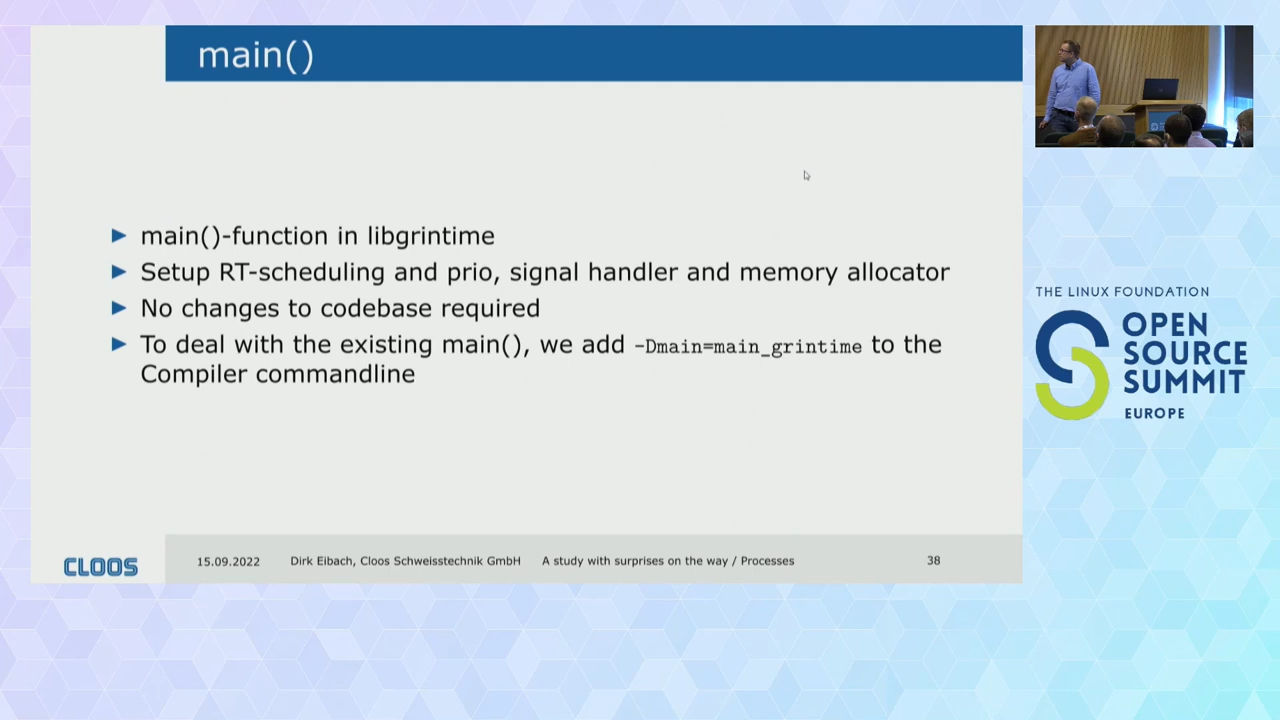 main()
main()-function in libgrintime
Setup RT-scheduling and prio, signal handler and memory allocator
No changes to codebase required
To deal with the existing main(), we add -Dmain=main_grintime to the
Compiler commandline
CLOOS
15.09.2022 Dirk Eibach, Cloos Schweisstechnik GmbH A study with surprises on the way / Processes 38
THE LINUX FOUNDATION
OPEN
SOURCE
SUMMIT
EUROPE